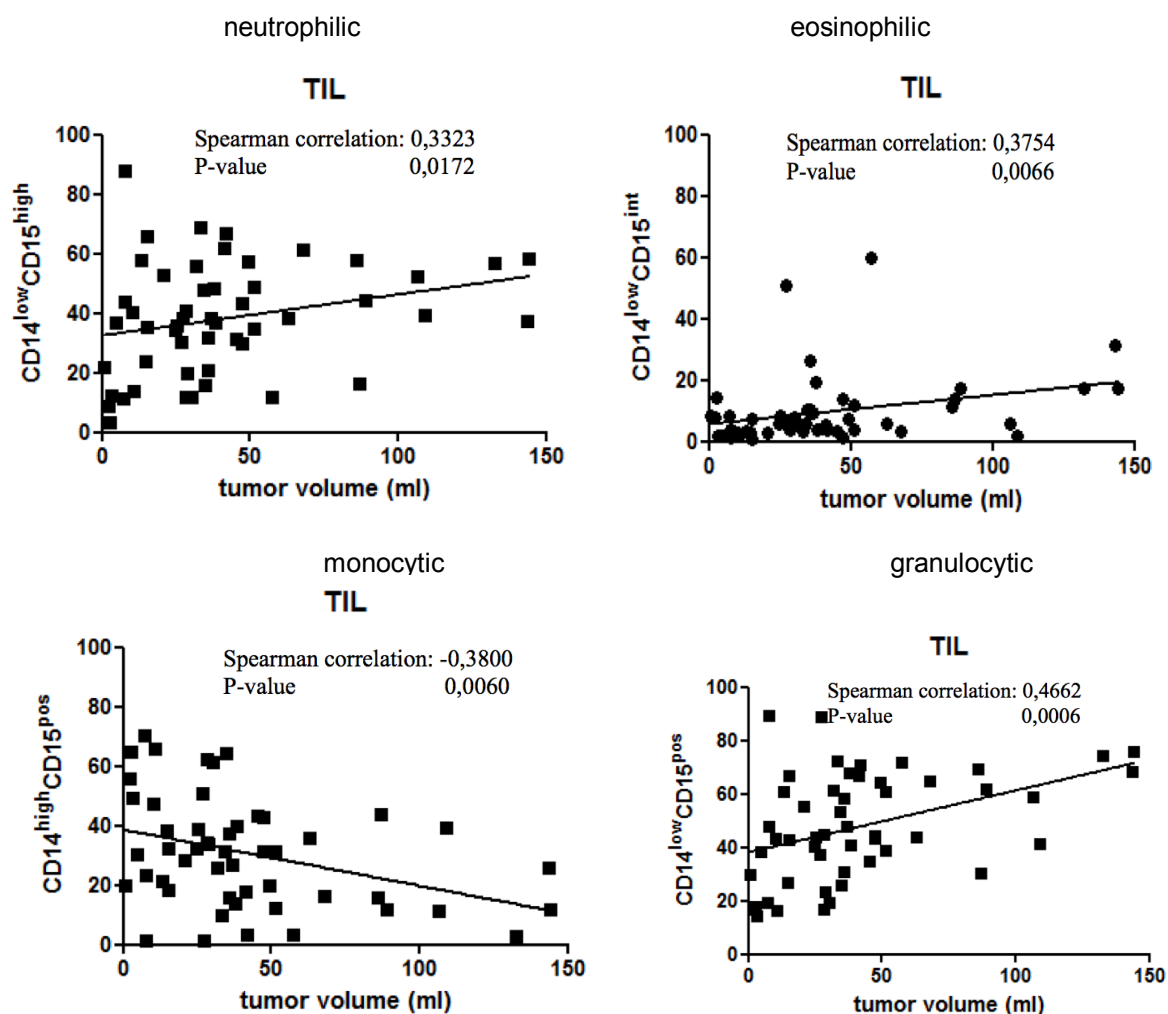 neutrophilic
TIL
Spearman correlation: 0,3323
P-value 0,0172
CD14lowCD15high
100
80
60
40
20
0
0 50 100 150
tumor volume (ml)
eosinophilic
TIL
Spearman correlation: 0,3754
P-value 0,0066
CD14lowCD15int
100
80
60
40
20
0
0 50 100 150
tumor volume (ml)
monocytic
TIL
Spearman correlation: -0,3800
P-value 0,0060
CD14highCD15pos
100
80
60
40
20
0
0 50 100 150
tumor volume (ml)
granulocytic
TIL
Spearman correlation: 0,4662
P-value 0,0006
CD14lowCD15pos
100
80
60
40
20
0
0 50 100 150
tumor volume (ml)